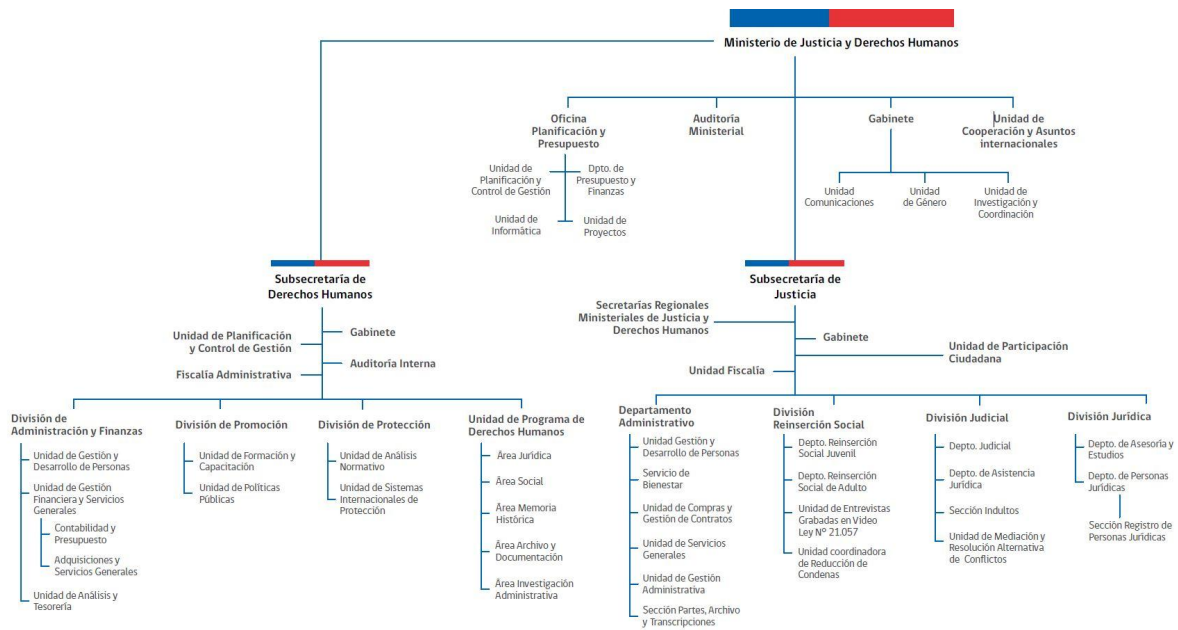 Ministerio de Justicia y Derechos Humanos
Oficina
Planificación y
Presupuesto
Auditoría
Ministerial
Gabinete
Unidad de
Cooperación y Asuntos
internacionales
Unidad de
Planificación y
Control de Gestión
Dpto. de
Presupuesto y
Finanzas
Unidad de
Informática
Unidad de
Proyectos
Unidad
Comunicaciones
Unidad
de Género
Unidad de
Investigación y
Coordinación
Subsecretaría de
Derechos Humanos
Unidad de Planificación
y Control de Gestión
Gabinete
Fiscalía Administrativa
Auditoría Interna
División de
Administración y Finanzas
Unidad de Gestión y
Desarrollo de Personas
Unidad de Gestión
Financiera y Servicios
Generales
Contabilidad y
Presupuesto
Adquisiciones y
Servicios Generales
Unidad de Análisis y
Tesorería
División de Promoción
Unidad de Formación y
Capacitación
Unidad de Políticas
Públicas
División de Protección
Unidad de Análisis
Normativo
Unidad de Sistemas
Internacionales de
Protección
Unidad de Programa de
Derechos Humanos
Área Jurídica
Área Social
Área Memoria
Histórica
Área Archivo y
Documentación
Área Investigación
Administrativa
Subsecretaría de
Justicia
Secretarías Regionales
Ministeriales de Justicia y
Derechos Humanos
Gabinete
Unidad de Participación
Ciudadana
Unidad Fiscalía
Departamento
Administrativo
Unidad Gestión y
Desarrollo de Personas
Servicio de
Bienestar
Unidad de Compras y
Gestión de Contratos
Unidad de Servicios
Generales
Unidad de Gestión
Administrativa
Sección Partes, Archivo
y Transcripciones
División
Reinserción Social
Depto. Reinserción
Social Juvenil
Depto. Reinserción
Social de Adulto
Unidad de Entrevistas
Grabadas en Video
Ley Nº 21.057
Unidad coordinadora
de Reducción de
Condenas
División Judicial
Depto. Judicial
Depto. de Asistencia
Jurídica
Sección Indultos
Unidad de Mediación y
Resolución Alternativa
de Conflictos
División Jurídica
Depto. de Asesoría y
Estudios
Depto. de Personas
Jurídicas
Sección Registro de
Personas Jurídicas